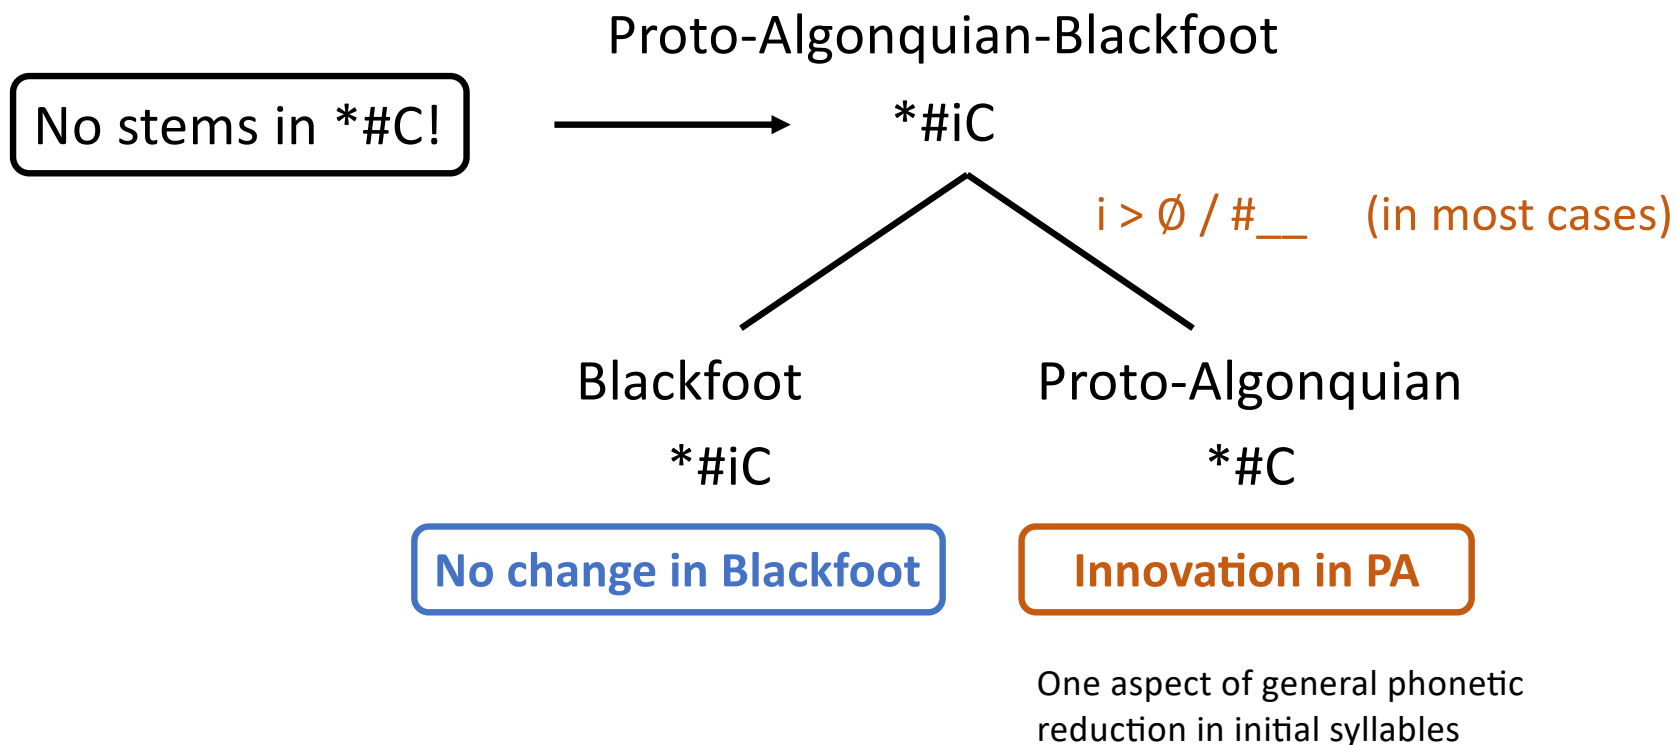 Proto-Algonquian-Blackfoot
No stems in *#C!
*#iC
i > Ø / #__ (in most cases)
Blackfoot
Proto-Algonquian
*#iC
*#C
No change in Blackfoot
Innovation in PA
One aspect of general phonetic
reduction in initial syllables